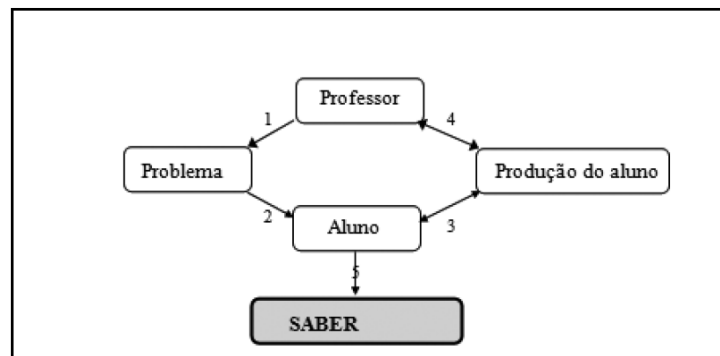 Professor
1
4
Problema
Produção do aluno
2
Aluno
3
5
SABER